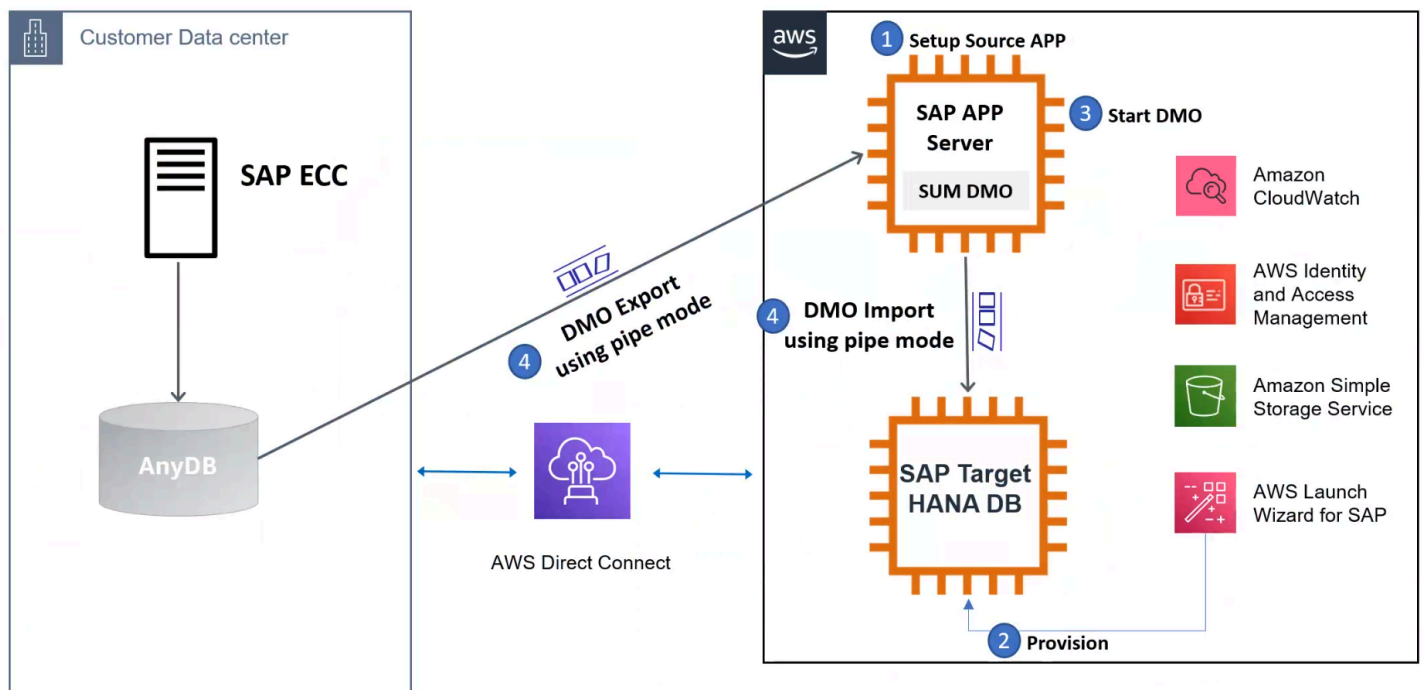 Customer Data center
SAP ECC
AnyDB
4
DMO Export
using pipe mode
AWS Direct Connect
aws
1
Setup Source APP
SAP APP
Server
SUM DMO
3
Start DMO
4
DMO Import
using pipe mode
SAP Target
HANA DB
2
Provision
Amazon
CloudWatch
AWS Identity
and Access
Management
Amazon Simple
Storage Service
AWS Launch
Wizard for SAP